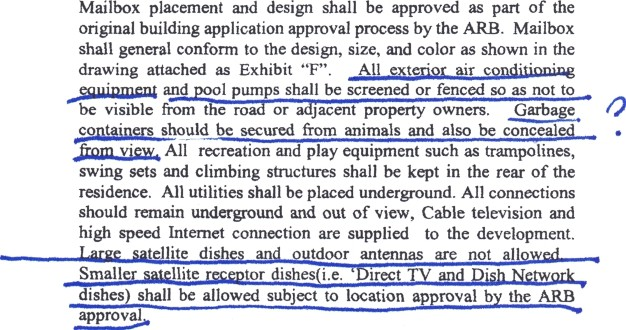 Mailbox placement and design shall be approved as part of the
original building application approval process by the ARB. Mailbox
shall general conform to the design, size, and color as shown in the
drawing attached as Exhibit “F”. All exterior air conditioning
equipment and pool pumps shall be screened or fenced so as not to
be visible from the road or adjacent property owners. Garbage
containers should be secured from animals and also be concealed
from view. All recreation and play equipment such as trampolines,
swing sets and climbing structures shall be kept in the rear of the
residence. All utilities shall be placed underground. All connections
should remain underground and out of view, Cable television and
high speed Internet connection are supplied to the development.
Large satellite dishes and outdoor antennas are not allowed.
Smaller satellite receptor dishes(i.e. ‘Direct TV and Dish Network
dishes) shall be allowed subject to location approval by the ARB
approval.
?